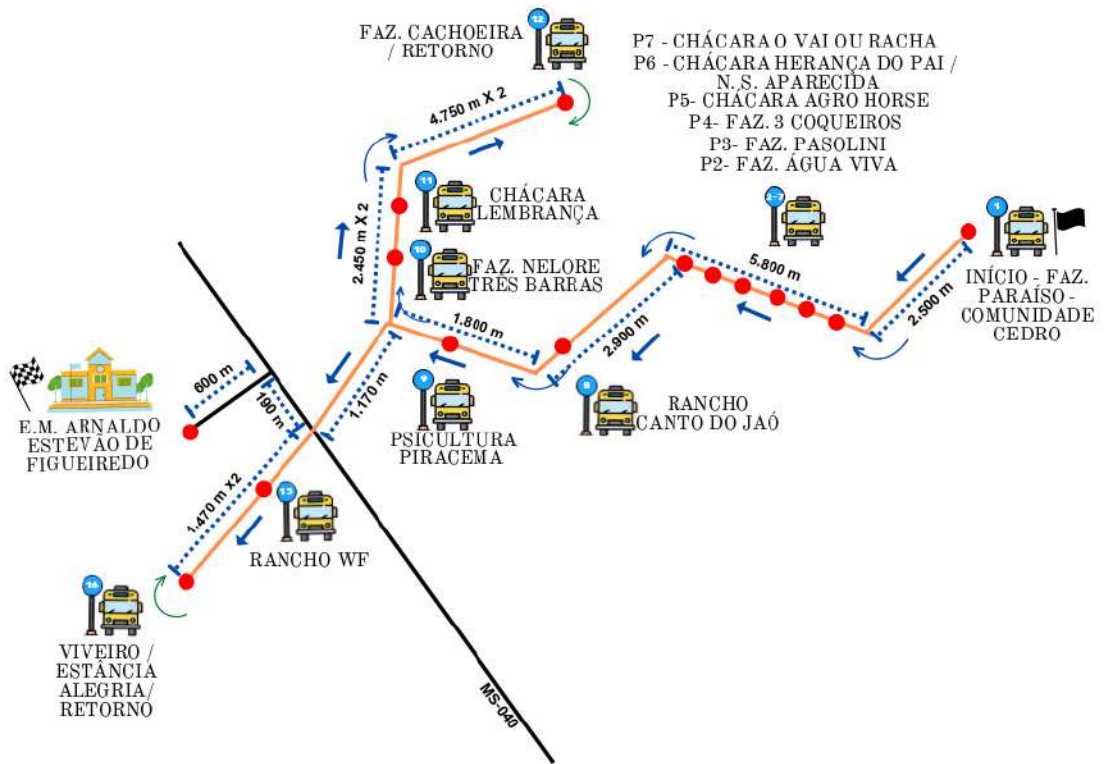 FAZ. CACHOEIRA
/ RETORNO
12
P7 - CHÁCARA O VAI OU RACHA
P6 - CHÁCARA HERANÇA DO PAI /
N. S. APARECIDA
P5- CHÁCARA AGRO HORSE
P4- FAZ. 3 COQUEIROS
P3- FAZ. PASOLINI
P2- FAZ. ÁGUA VIVA
4.750 m X 2
11
CHÁCARA
LEMBRANÇA
2-7
1
INÍCIO - FAZ.
PARAÍSO -
COMUNIDADE
CEDRO
2.450 m X 2
10
FAZ. NELORE
TRÊS BARRAS
5.800 m
2.500 m
1.800 m
2.900 m
600 m
190 m
1.170 m
9
PSICULTURA
PIRACEMA
8
RANCHO
CANTO DO JAÓ
E.M. ARNALDO
ESTEVÃO DE
FIGUEIREDO
1.470 m X2
RANCHO WF
16
VIVEIRO /
ESTÂNCIA
ALEGRIA/
RETORNO
MS-040